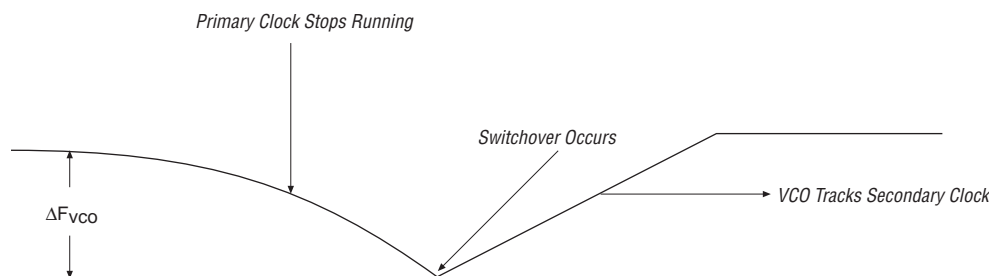 Primary Clock Stops Running
Switchover Occurs
VCO Tracks Secondary Clock
ΔFVCO